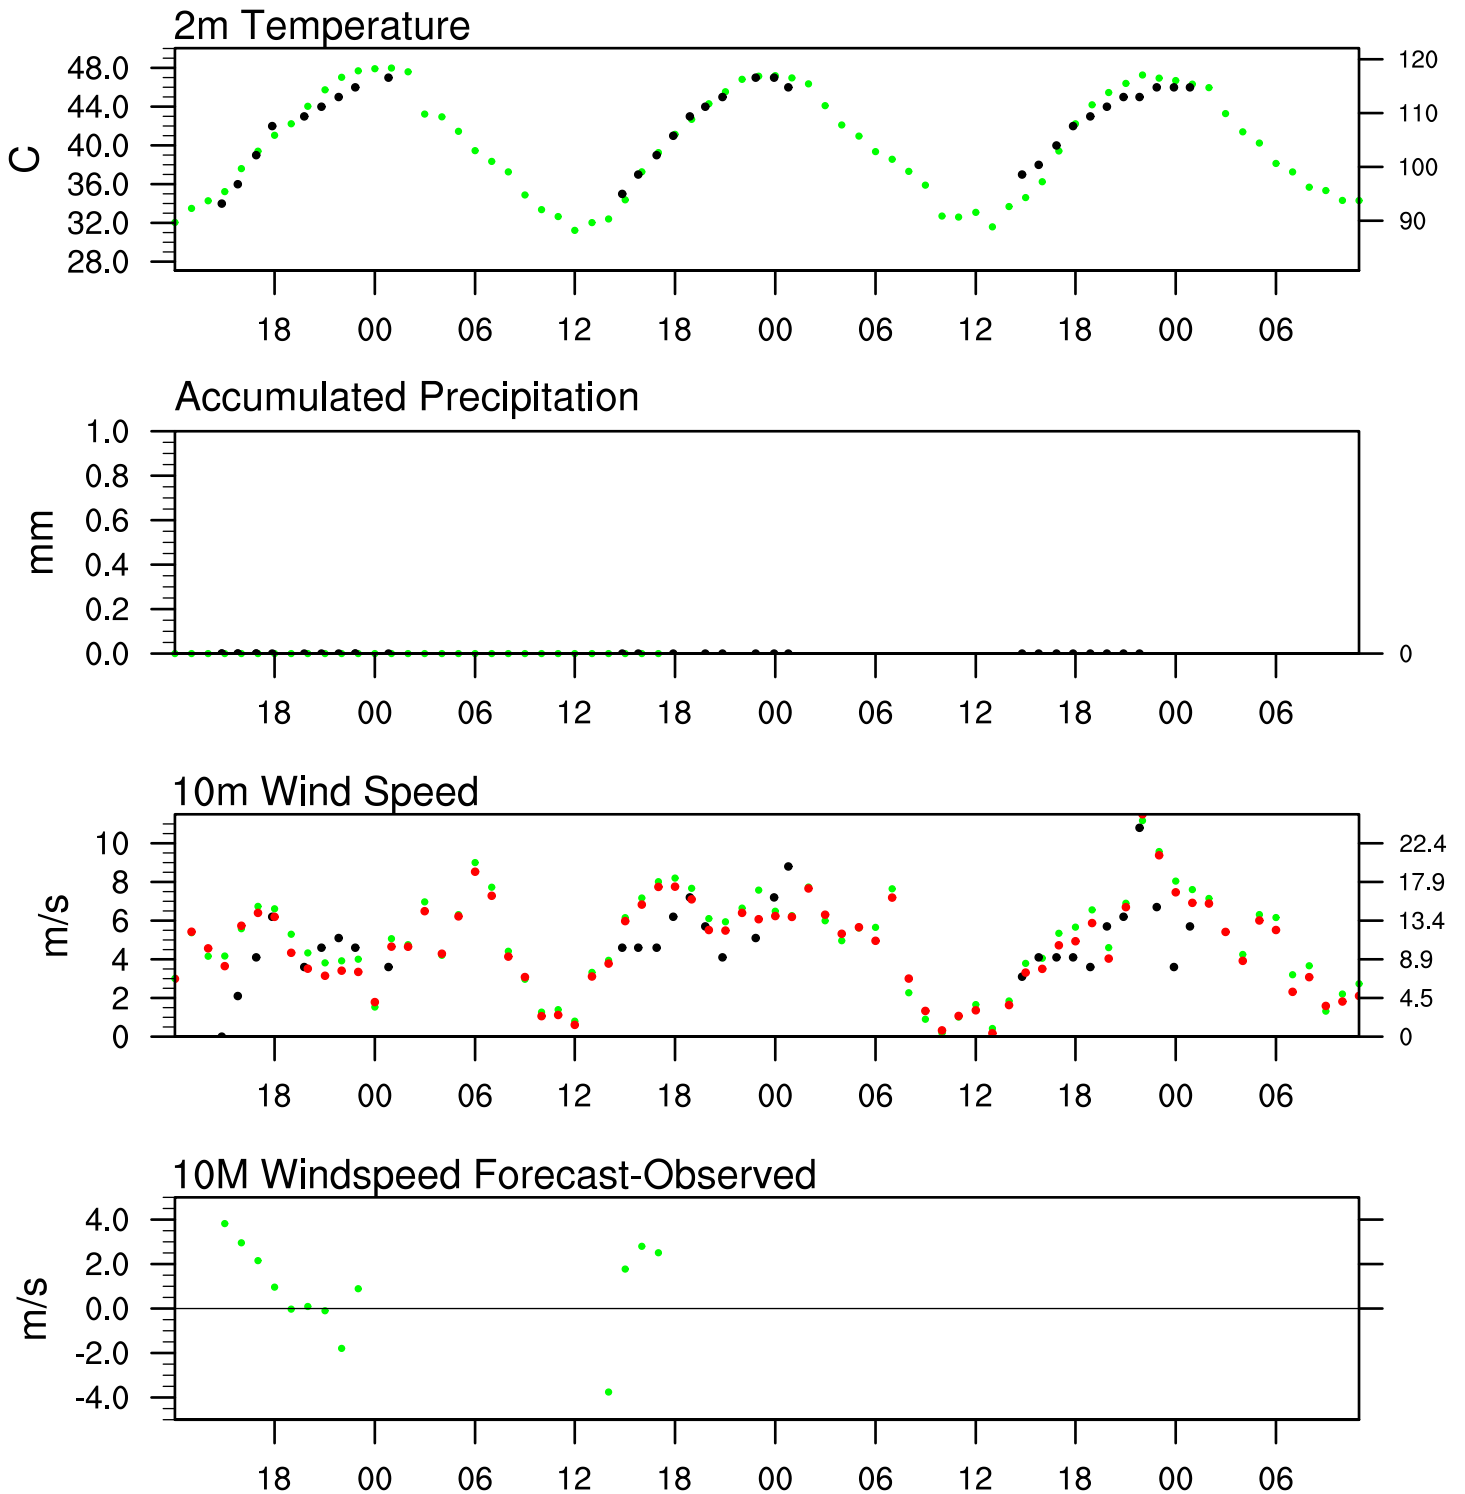 2m Temperature
48.0 120
44.0 110
40.0
C
36.0 100
32.0 90
28.0
18 00 06 12 18 00 06 12 18 00 06
Accumulated Precipitation
1.0
0.8
0.6
mm
0.4
0.2
0.0 0
18 00 06 12 18 00 06 12 18 00 06
10m Wind Speed
10 22.4
8 17.9
6 13.4
m/s
4 8.9
2 4.5
0 0
18 00 06 12 18 00 06 12 18 00 06
10M Windspeed Forecast-Observed
4.0
2.0
0.0
m/s
-2.0
-4.0
18 00 06 12 18 00 06 12 18 00 06